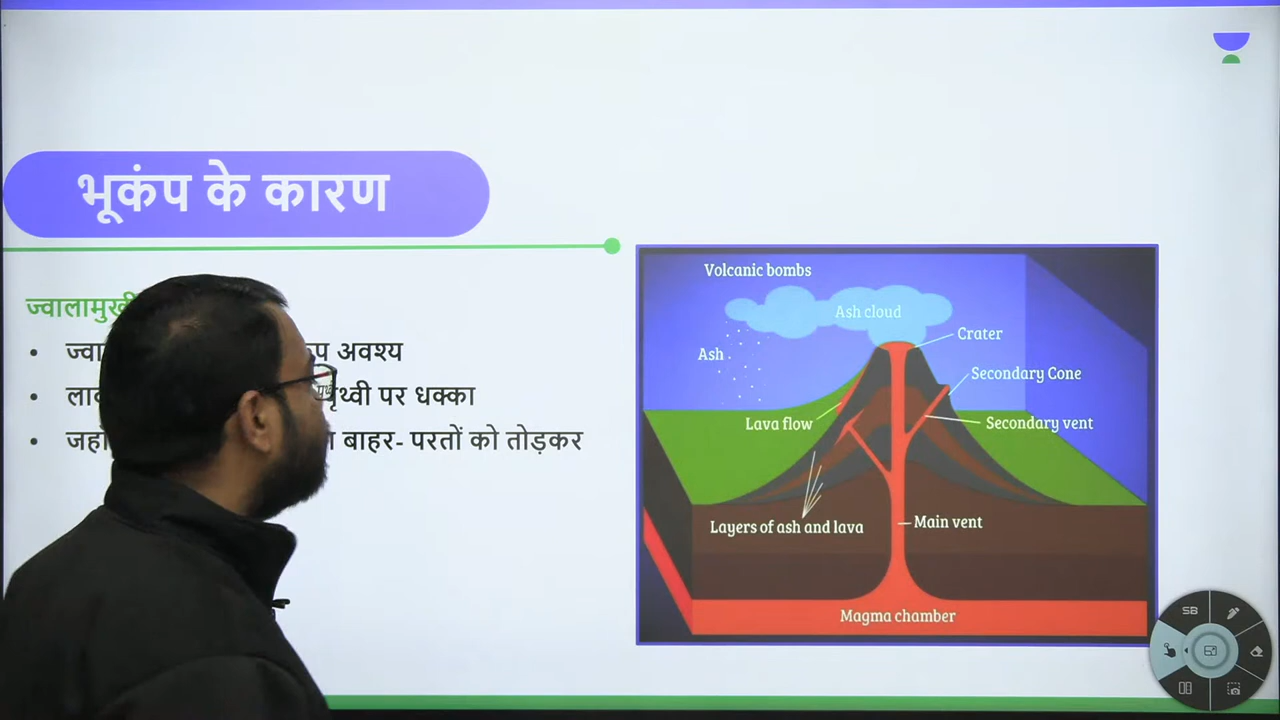 भूकंप के कारण
ज्वालामुखी
अवश्य
पृथ्वी पर धक्का
बाहर- परतों को तोड़कर
Volcanic bombs
Ash cloud
Crater
Ash
Secondary Cone
Lava flow
Secondary vent
Layers of ash and lava
Main vent
Magma chamber
SB